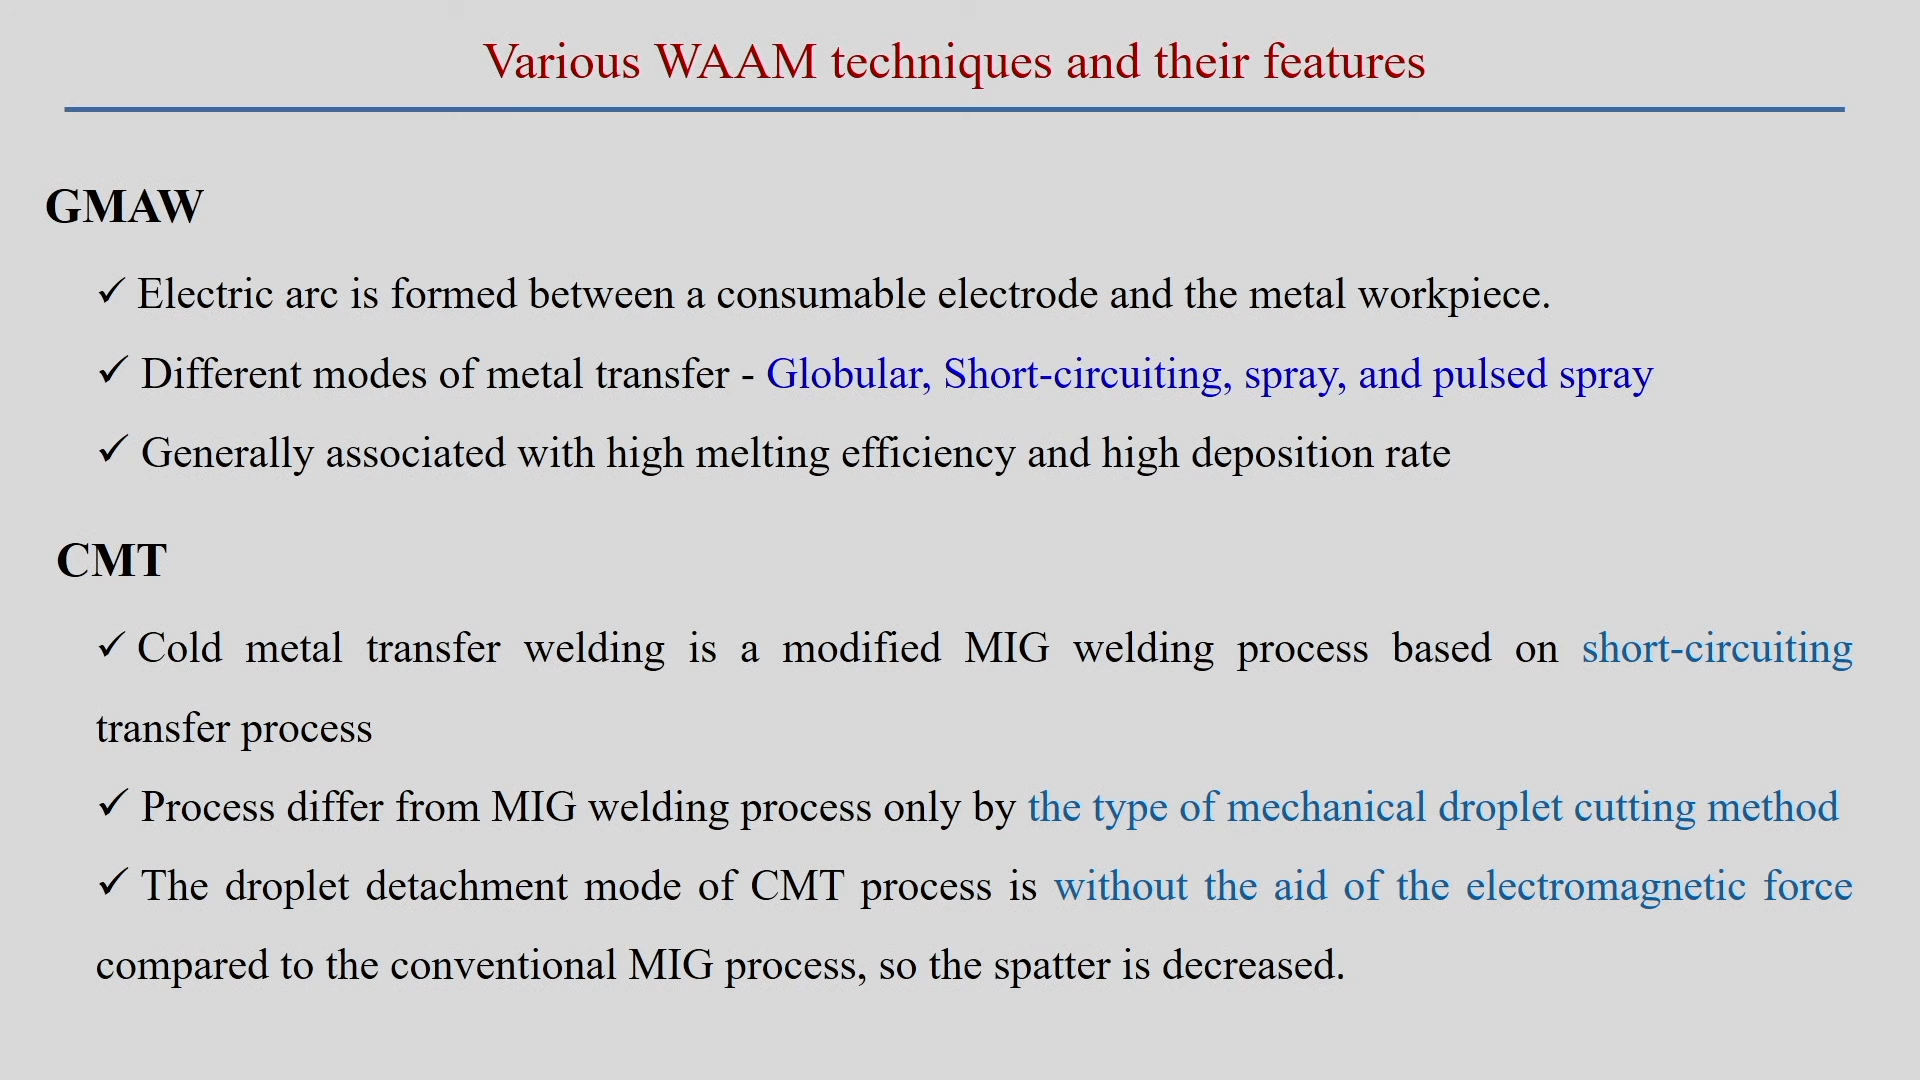 Various WAAM techniques and their features
GMAW
✓ Electric arc is formed between a consumable electrode and the metal workpiece.
✓ Different modes of metal transfer - Globular, Short-circuiting, spray, and pulsed spray
✓ Generally associated with high melting efficiency and high deposition rate
CMT
✓ Cold metal transfer welding is a modified MIG welding process based on short-circuiting
transfer process
✓ Process differ from MIG welding process only by the type of mechanical droplet cutting method
✓ The droplet detachment mode of CMT process is without the aid of the electromagnetic force
compared to the conventional MIG process, so the spatter is decreased.